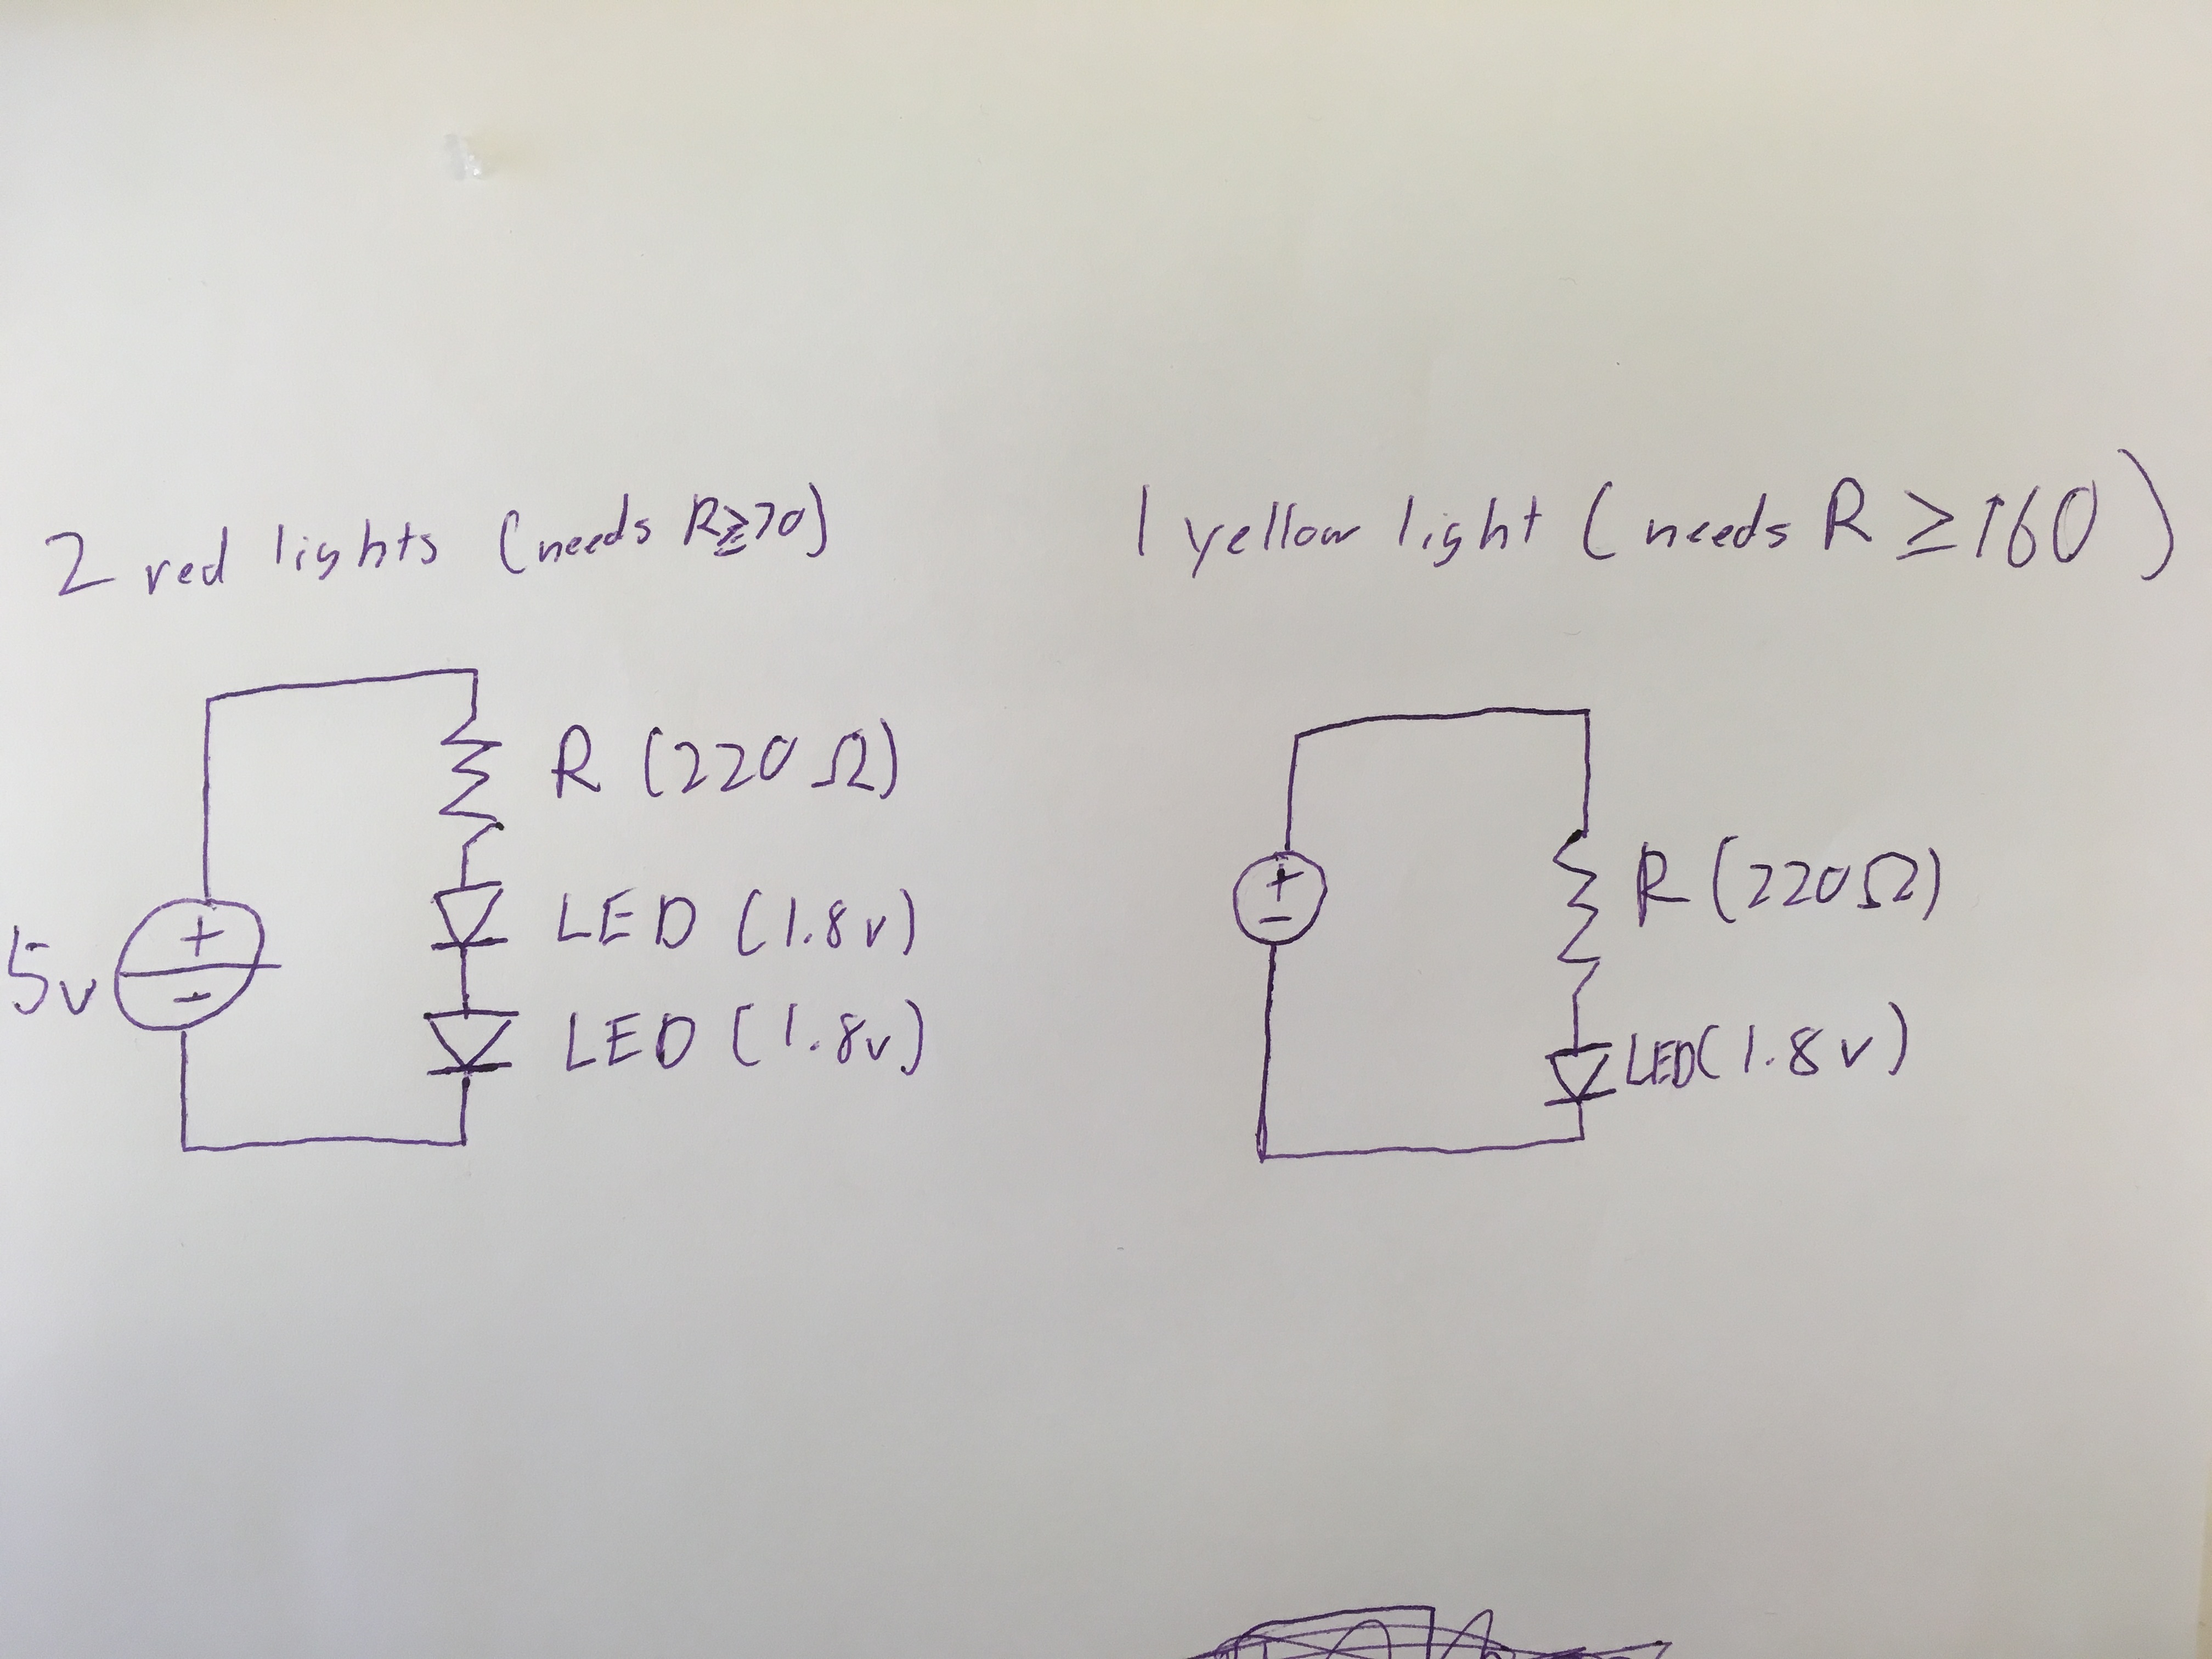 2 red lights (needs R≥70)
5v
+
-
R (220Ω)
LED (1.8v)
LED (1.8v)
1 yellow light (needs R ≥ 160)
+
-
R (220Ω)
LED (1.8v)